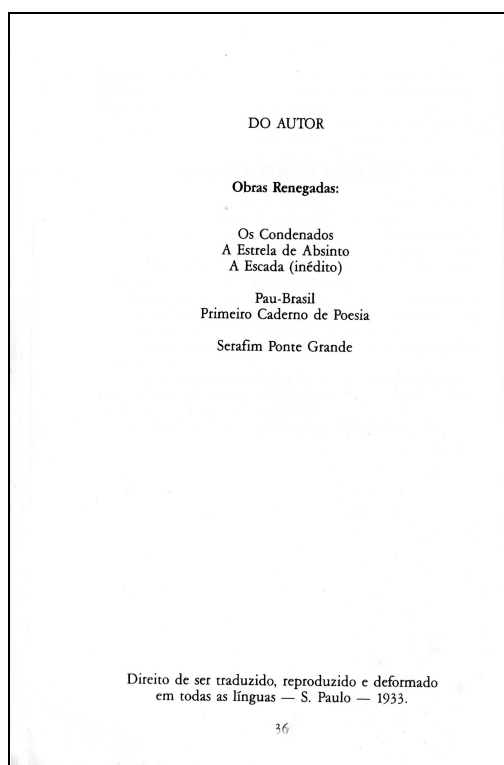 DO AUTOR
Obras Renegadas:
Os Condenados
A Estrela de Absinto
A Escada (inédito)
Pau-Brasil
Primeiro Caderno de Poesia
Serafim Ponte Grande
Direito de ser traduzido, reproduzido e deformado
em todas as línguas — S. Paulo — 1933.
36